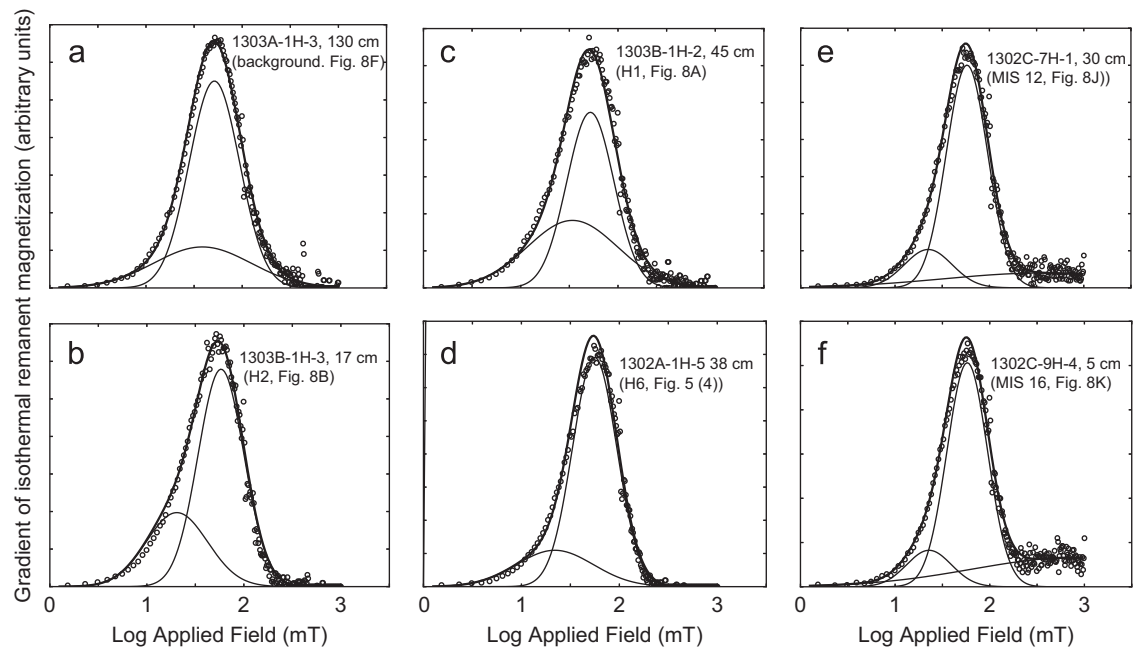 Gradient of isothermal remanent magnetization (arbitrary units)
a
1303A-1H-3, 130 cm
(background. Fig. 8F)
c
1303B-1H-2, 45 cm
(H1, Fig. 8A)
e
1302C-7H-1, 30 cm
(MIS 12, Fig. 8J))
b
1303B-1H-3, 17 cm
(H2, Fig. 8B)
d
1302A-1H-5 38 cm
(H6, Fig. 5 (4))
f
1302C-9H-4, 5 cm
(MIS 16, Fig. 8K)
0 1 2 3
0 1 2 3
0 1 2 3
Log Applied Field (mT)
Log Applied Field (mT)
Log Applied Field (mT)